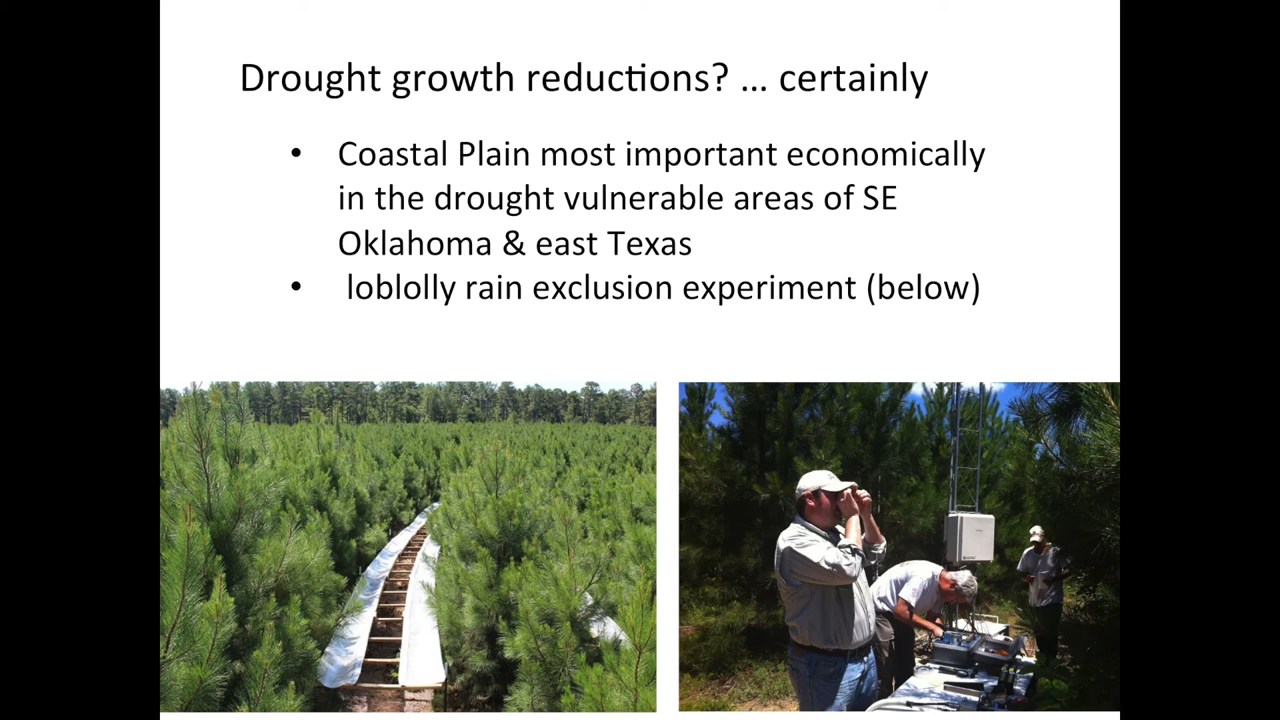 Drought growth reductions? … certainly
• Coastal Plain most important economically
in the drought vulnerable areas of SE
Oklahoma & east Texas
• loblolly rain exclusion experiment (below)